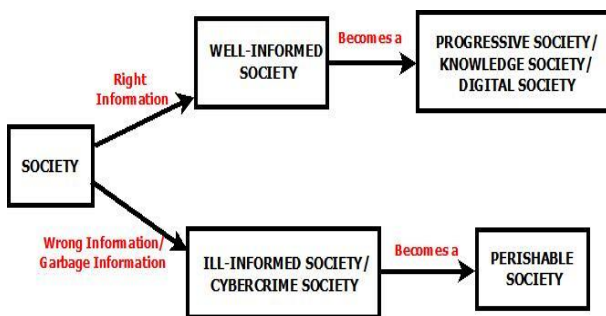 SOCIETY
Right
Information
WELL-INFORMED
SOCIETY
Becomes a
PROGRESSIVE SOCIETY/
KNOWLEDGE SOCIETY/
DIGITAL SOCIETY
Wrong Information/
Garbage Information
ILL-INFORMED SOCIETY/
CYBERCRIME SOCIETY
Becomes a
PERISHABLE
SOCIETY